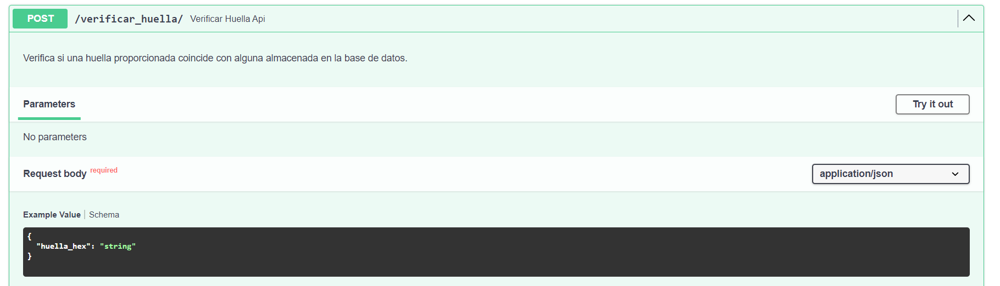 POST /verificar_huella/ Verificar Huella Api
Verifica si una huella proporcionada coincide con alguna almacenada en la base de datos.
Parameters
Try it out
No parameters
Request body required
application/json
Example Value | Schema
{
  "huella_hex": "string"
}